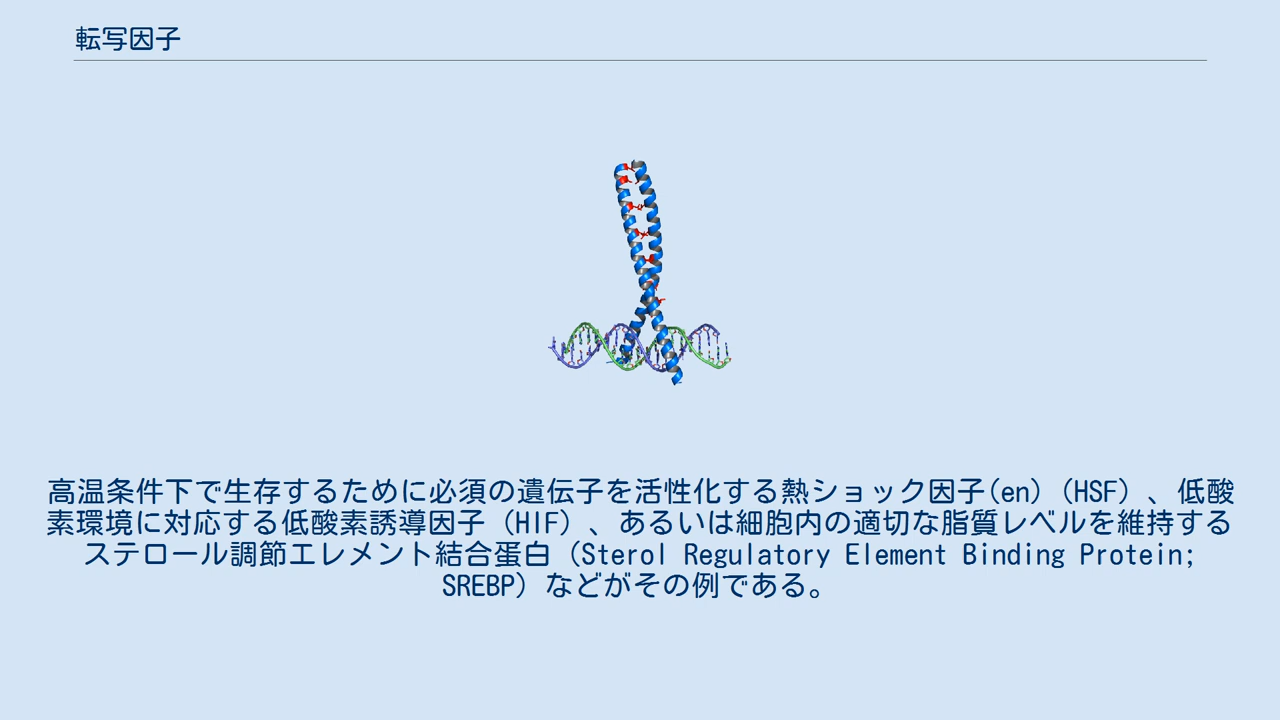 転写因子
高温条件下で生存するために必須の遺伝子を活性化する熱ショック因子(en)（HSF）、低酸
素環境に対応する低酸素誘導因子（HIF）、あるいは細胞内の適切な脂質レベルを維持する
ステロール調節エレメント結合蛋白（Sterol Regulatory Element Binding Protein;
SREBP）などがその例である。